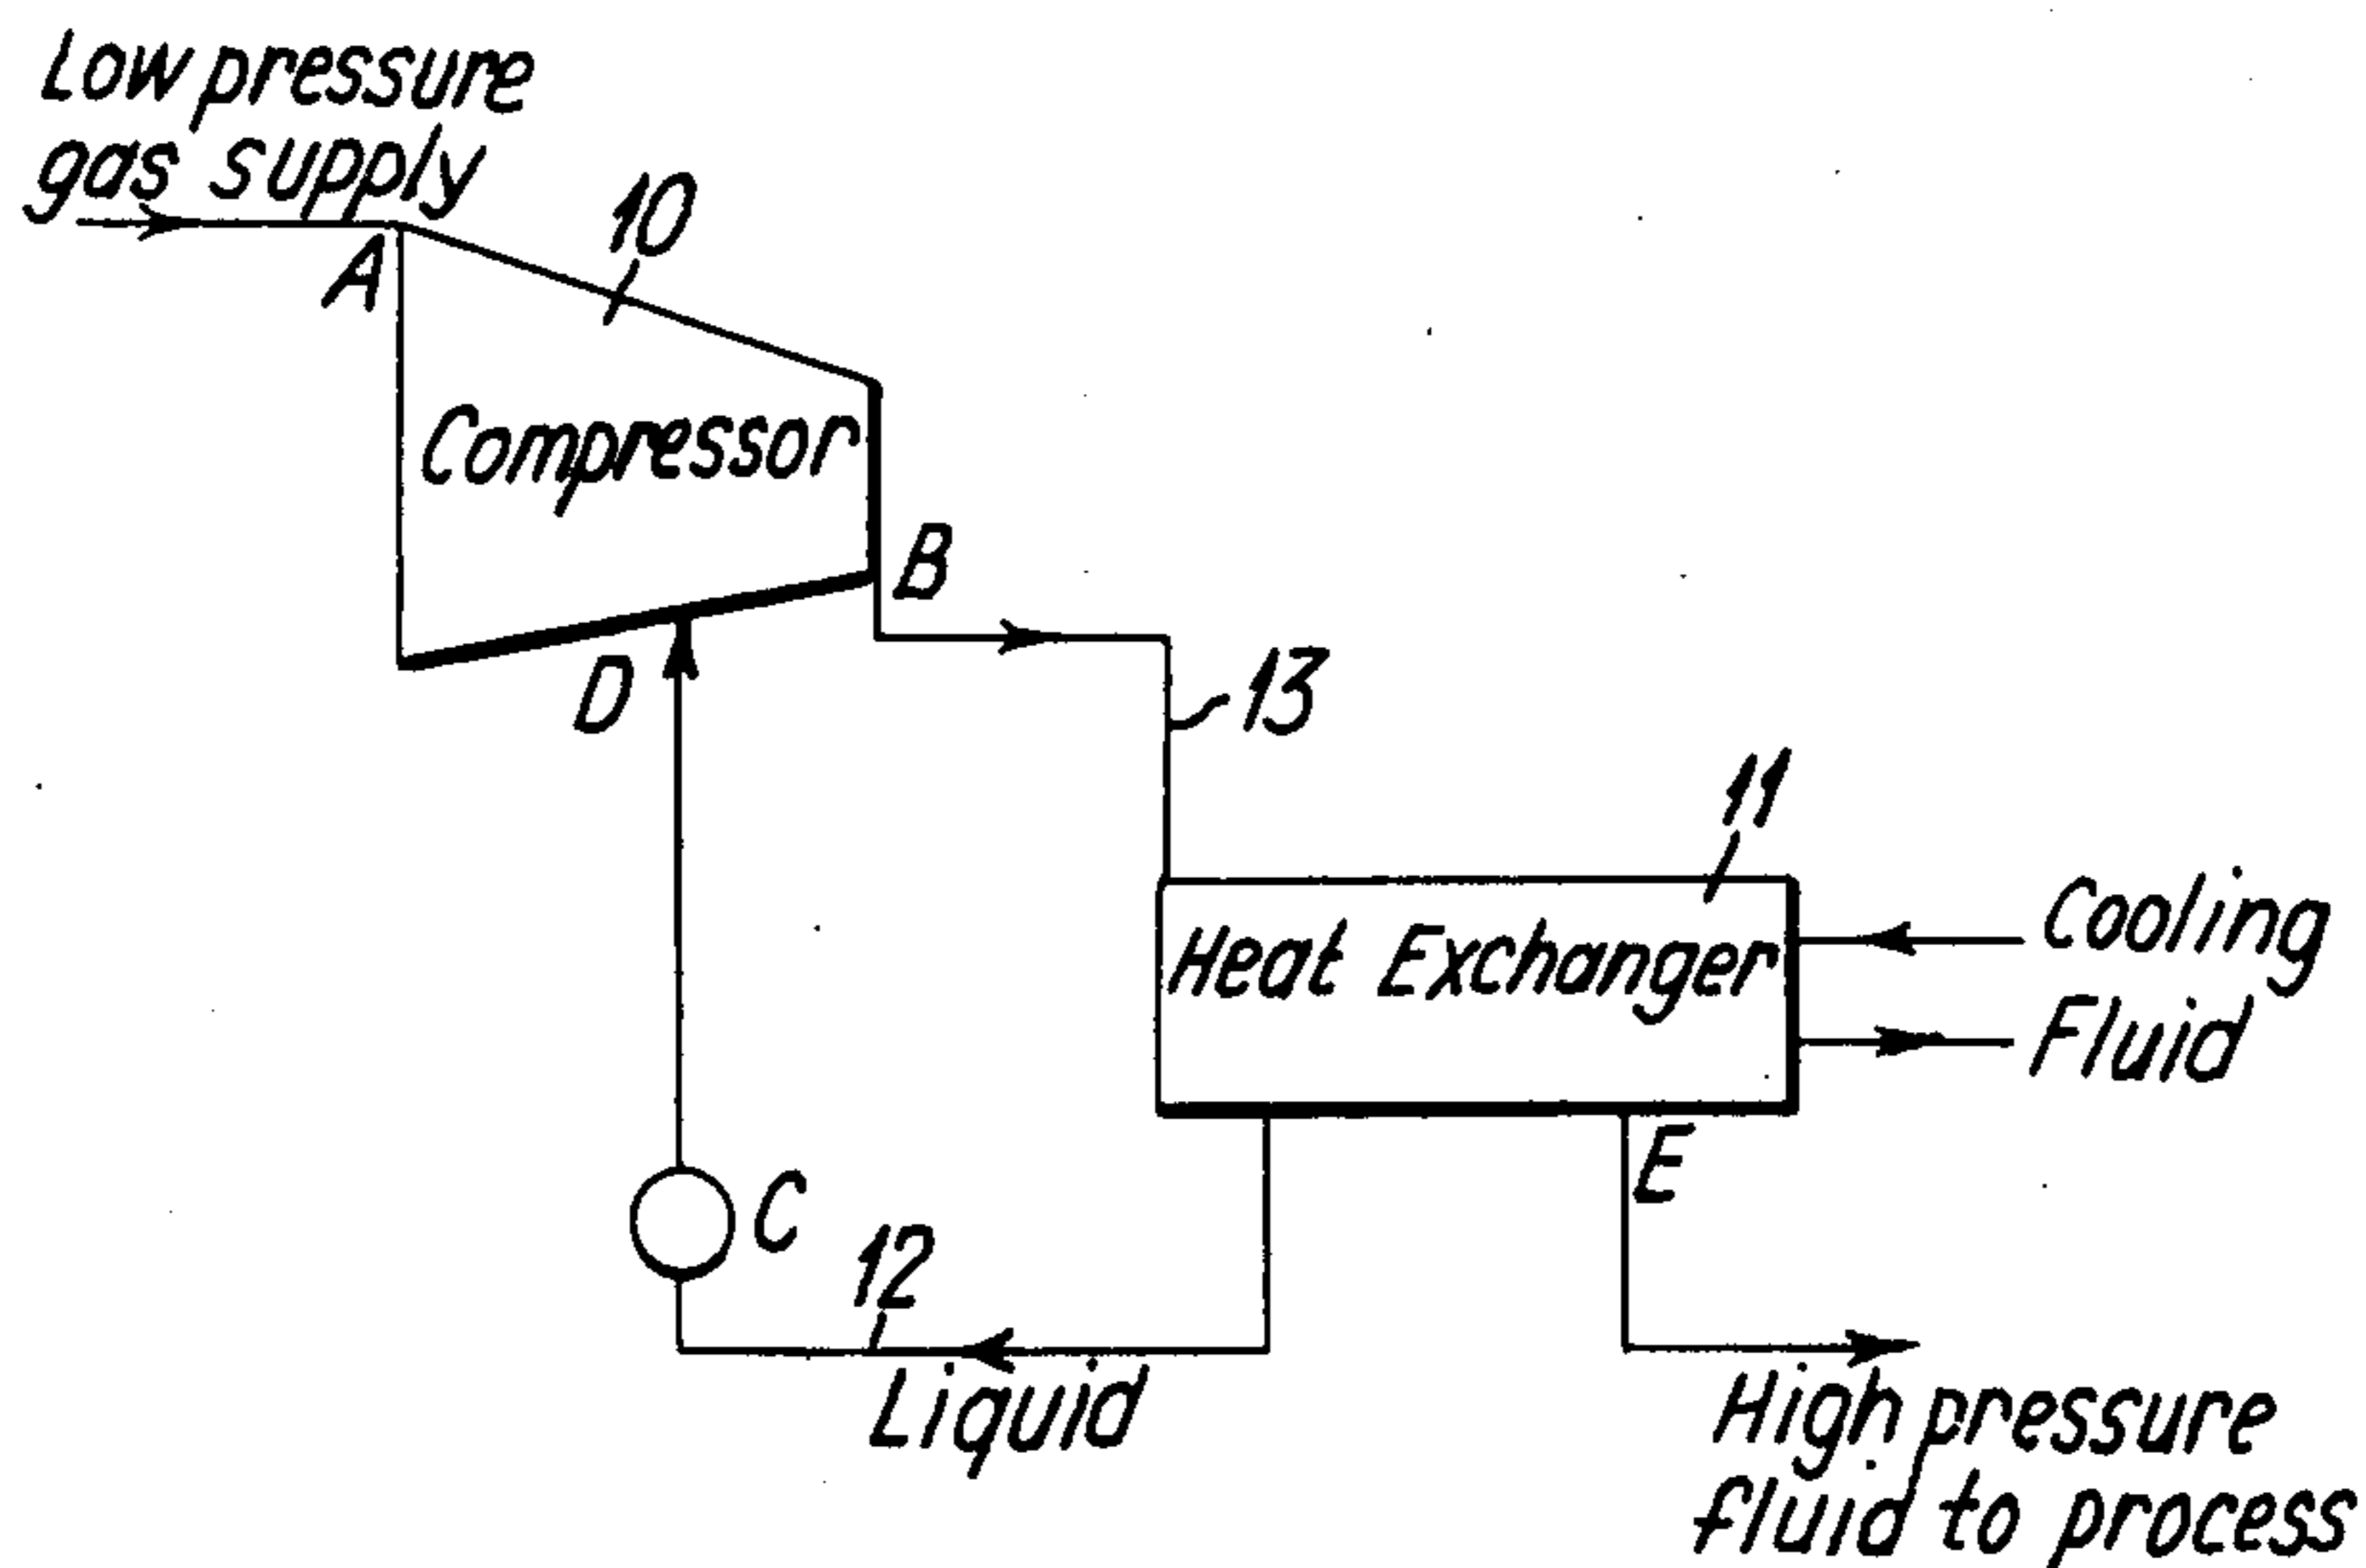 Low pressure
gas supply
10
A
Compressor
B
D
13
11
Heat Exchanger
Cooling
Fluid
E
C
12
Liquid
High pressure
fluid to process